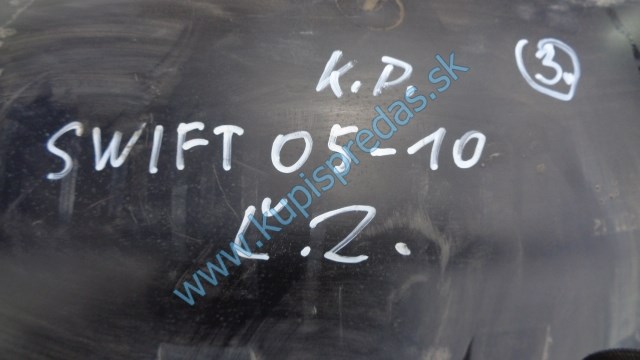 K.P. 3.
SWIFT 05-10
Ľ.Z.
www.kupispredas.sk